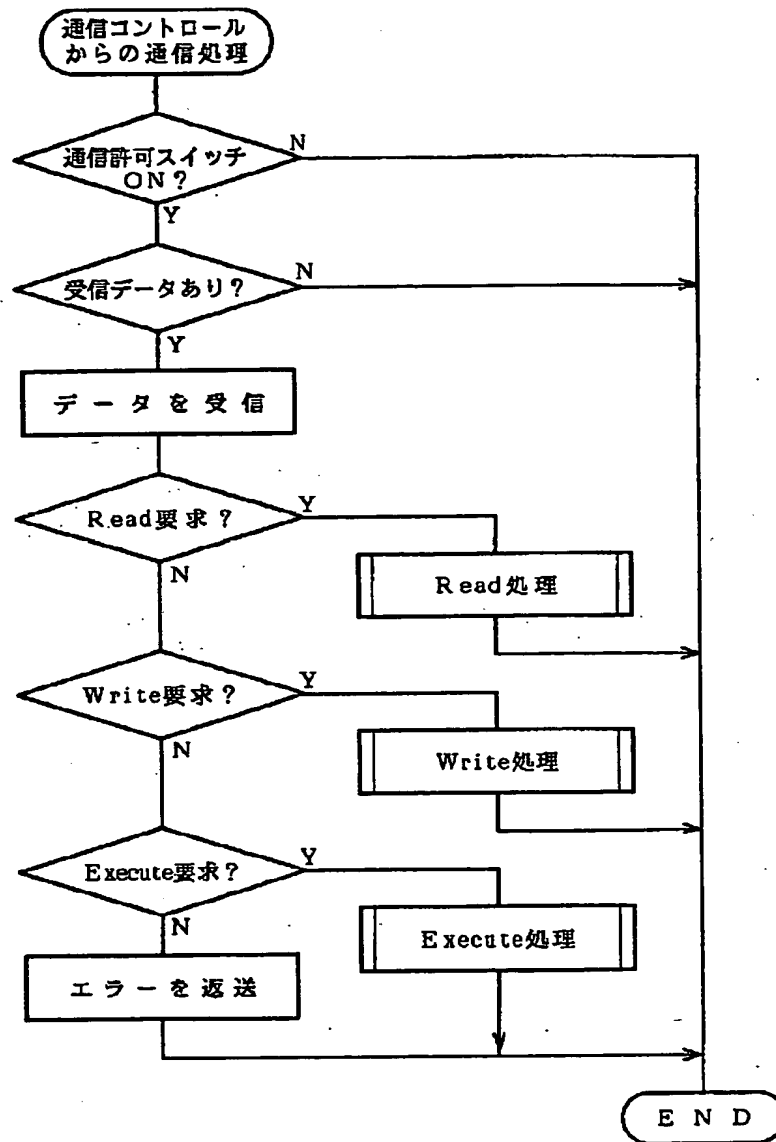 通信コントロール
からの通信処理
通信許可スイッチ
ON?
N
Y
受信データあり?
N
Y
データを受信
Read要求?
Y
N
Read処理
Write要求?
Y
N
Write処理
Execute要求?
Y
N
Execute処理
エラーを返送
END